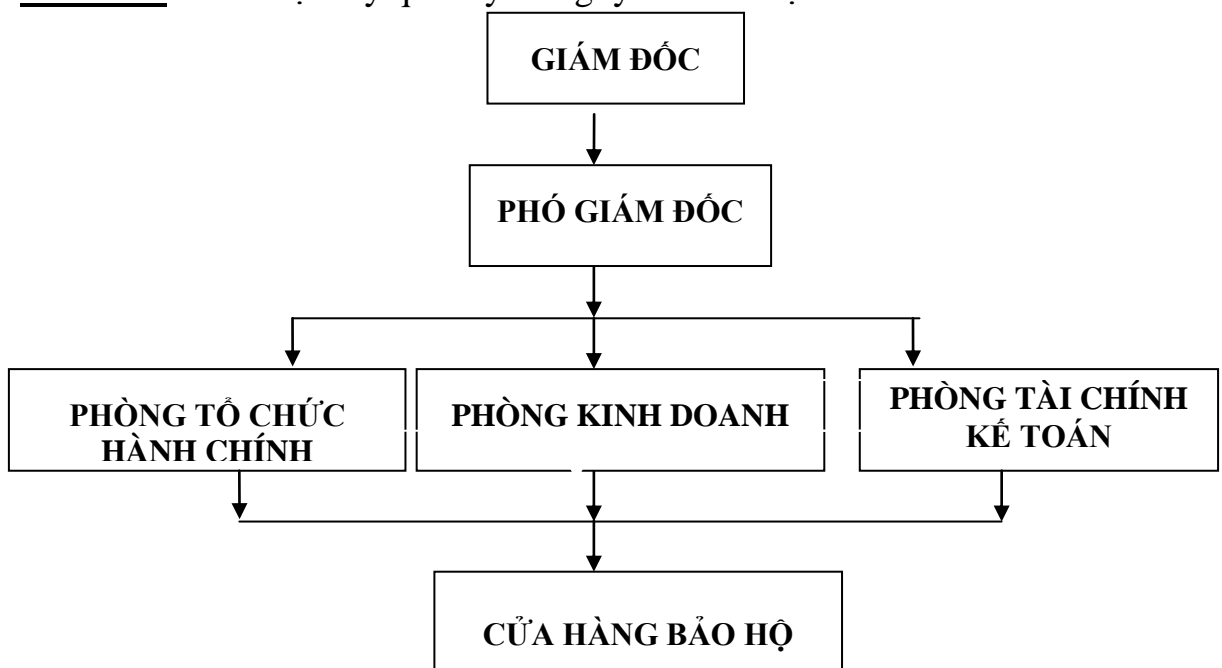 GIÁM ĐỐC
PHÓ GIÁM ĐỐC
PHÒNG TỔ CHỨC
HÀNH CHÍNH
PHÒNG KINH DOANH
PHÒNG TÀI CHÍNH
KẾ TOÁN
CỬA HÀNG BẢO HỘ